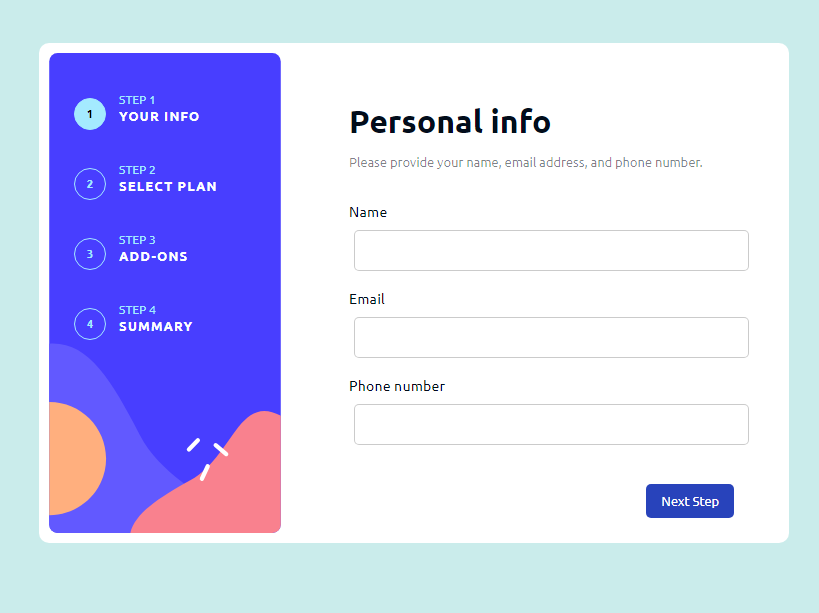 1
STEP 1
YOUR INFO
2
STEP 2
SELECT PLAN
3
STEP 3
ADD-ONS
4
STEP 4
SUMMARY
Personal info
Please provide your name, email address, and phone number.
Name
Email
Phone number
Next Step